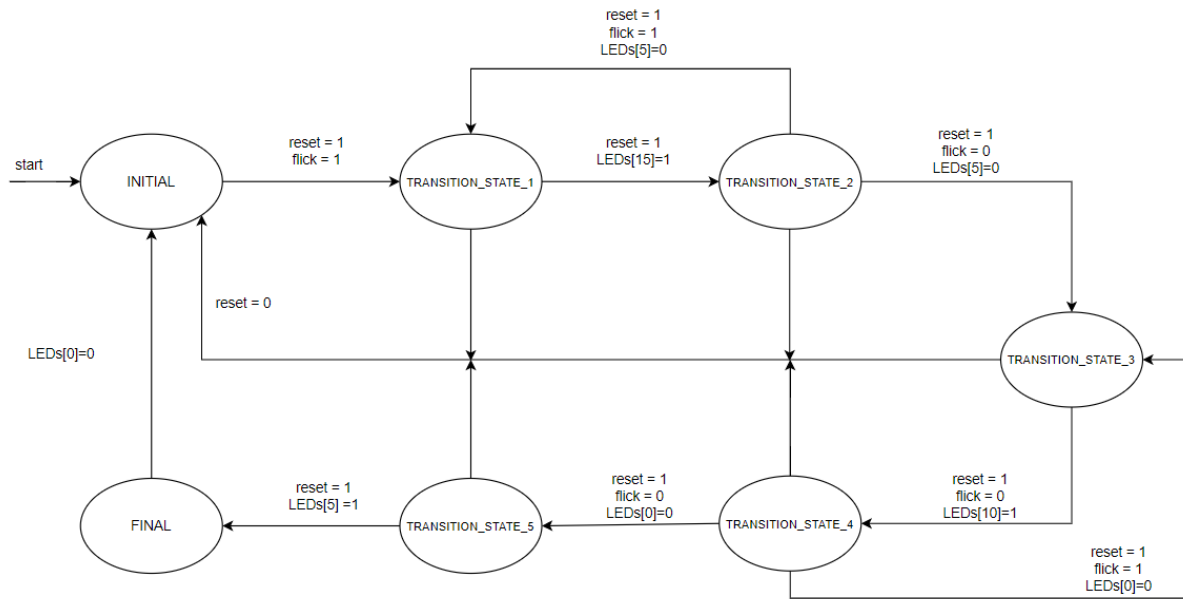 reset = 1
flick = 1
LEDs[5]=0
start
INITIAL
reset = 1
flick = 1
TRANSITION_STATE_1
reset = 1
LEDs[15]=1
TRANSITION_STATE_2
reset = 1
flick = 0
LEDs[5]=0
reset = 0
LEDs[0]=0
TRANSITION_STATE_3
FINAL
reset = 1
LEDs[5] =1
TRANSITION_STATE_5
reset = 1
flick = 0
LEDs[0]=0
TRANSITION_STATE_4
reset = 1
flick = 0
LEDs[10]=1
reset = 1
flick = 1
LEDs[0]=0